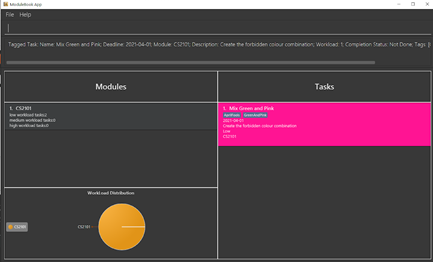 ModuleBook App
File Help
Tagged Task: Name: Mix Green and Pink; Deadline: 2021-04-01; Module: CS2101; Description: Create the forbidden colour combination; Workload: 1; Completion Status: Not Done; Tags: [
Modules
Tasks
1. CS2101
low workload tasks:
medium workload tasks:0
high workload tasks:0
1. Mix Green and Pink
2021-04-01
Create the forbidden colour combination
Low
CS2101
WorkLoad Distribution
CS2101
CS2101